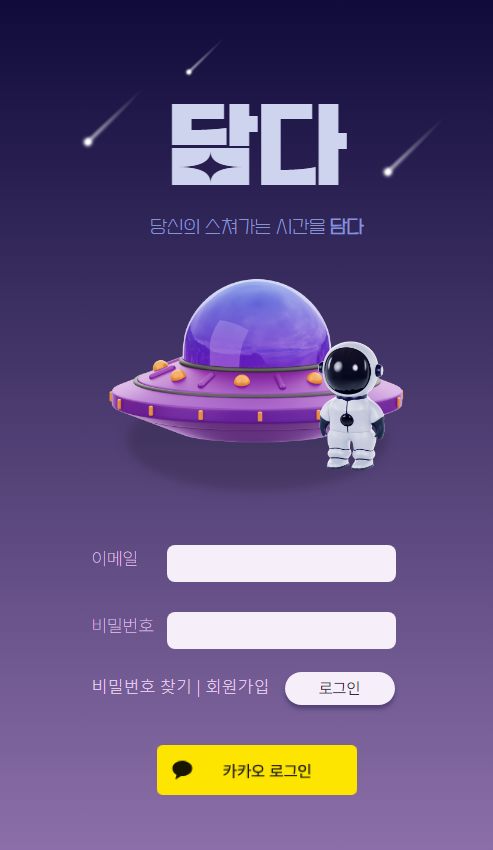 담다
당신의 스쳐가는 시간을 담다
이메일
비밀번호
비밀번호 찾기 | 회원가입 로그인
카카오 로그인